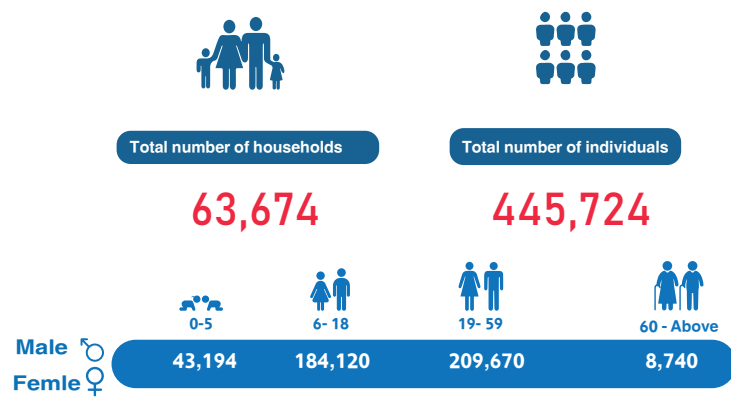 Total number of households
Total number of individuals
63,674
445,724
0-5
6- 18
19- 59
60 - Above
Male
43,194
184,120
209,670
8,740
Femle